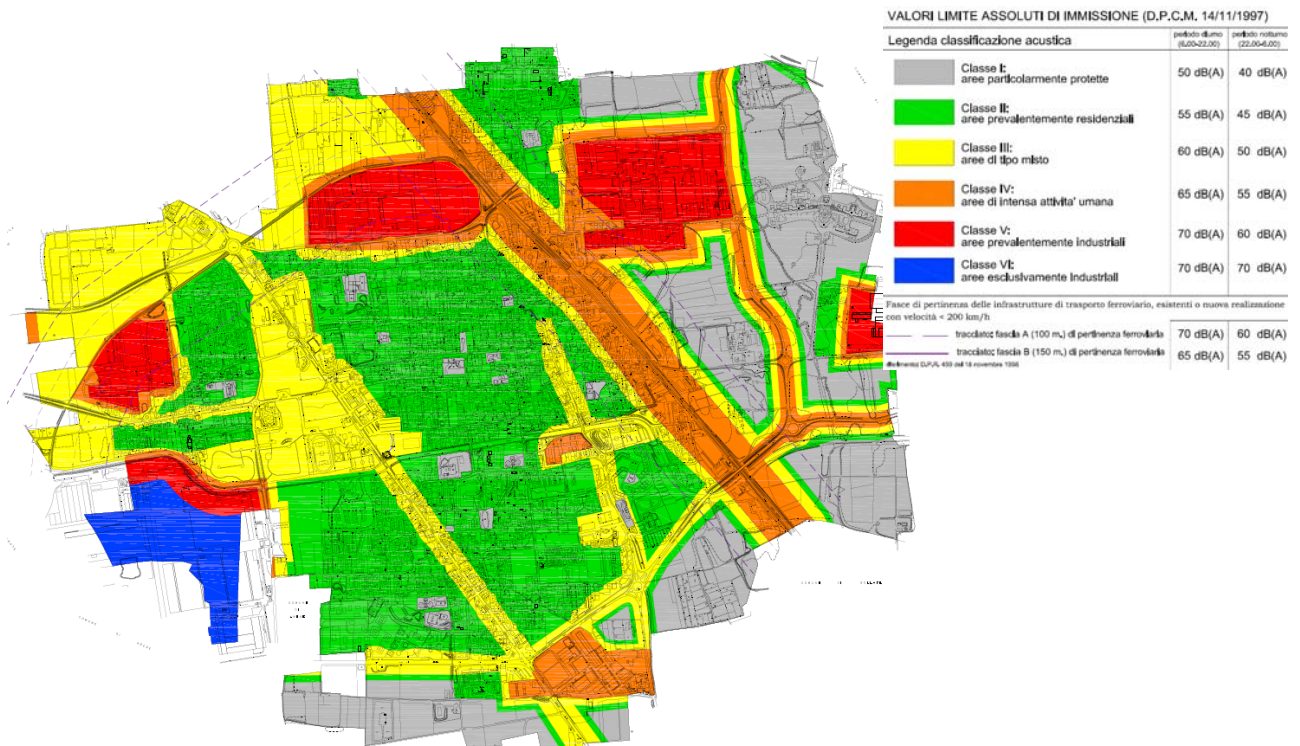 VALORI LIMITE ASSOLUTI DI IMMISSIONE (D.P.C.M. 14/11/1997)
Legenda classificazione acustica
periodo diurno (6.00-22.00)
periodo notturno (22.00-6.00)
Classe I:
aree particolarmente protette
50 dB(A) 40 dB(A)
Classe II:
aree prevalentemente residenziali
55 dB(A) 45 dB(A)
Classe III:
aree di tipo misto
60 dB(A) 50 dB(A)
Classe IV:
aree di intensa attivita' umana
65 dB(A) 55 dB(A)
Classe V:
aree prevalentemente industriali
70 dB(A) 60 dB(A)
Classe VI:
aree esclusivamente industriali
70 dB(A) 70 dB(A)
Fasce di pertinenza delle infrastrutture di trasporto ferroviario, esistenti o nuova realizzazione
con velocità < 200 km/h
tracciato; fascia A (100 m.) di pertinenza ferroviaria 70 dB(A) 60 dB(A)
tracciato; fascia B (150 m.) di pertinenza ferroviaria 65 dB(A) 55 dB(A)
459 del 18 novembre 1998